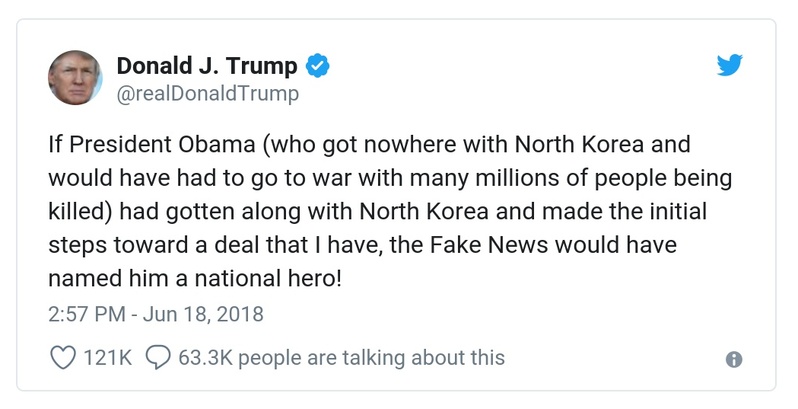 Donald J. Trump
@realDonaldTrump
If President Obama (who got nowhere with North Korea and
would have had to go to war with many millions of people being
killed) had gotten along with North Korea and made the initial
steps toward a deal that I have, the Fake News would have
named him a national hero!
2:57 PM - Jun 18, 2018
121K 63.3K people are talking about this